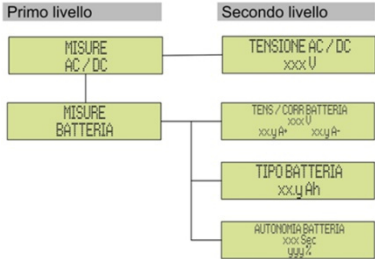 Primo livello
Secondo livello
MISURE
AC / DC
TENSIONE AC / DC
xxx V
MISURE
BATTERIA
TENS / CORR BATTERIA
xxx V
xx.y A+ xx.y A-
TIPO BATTERIA
xx.y Ah
AUTONOMIA BATTERIA
xxx Sec
yyy %